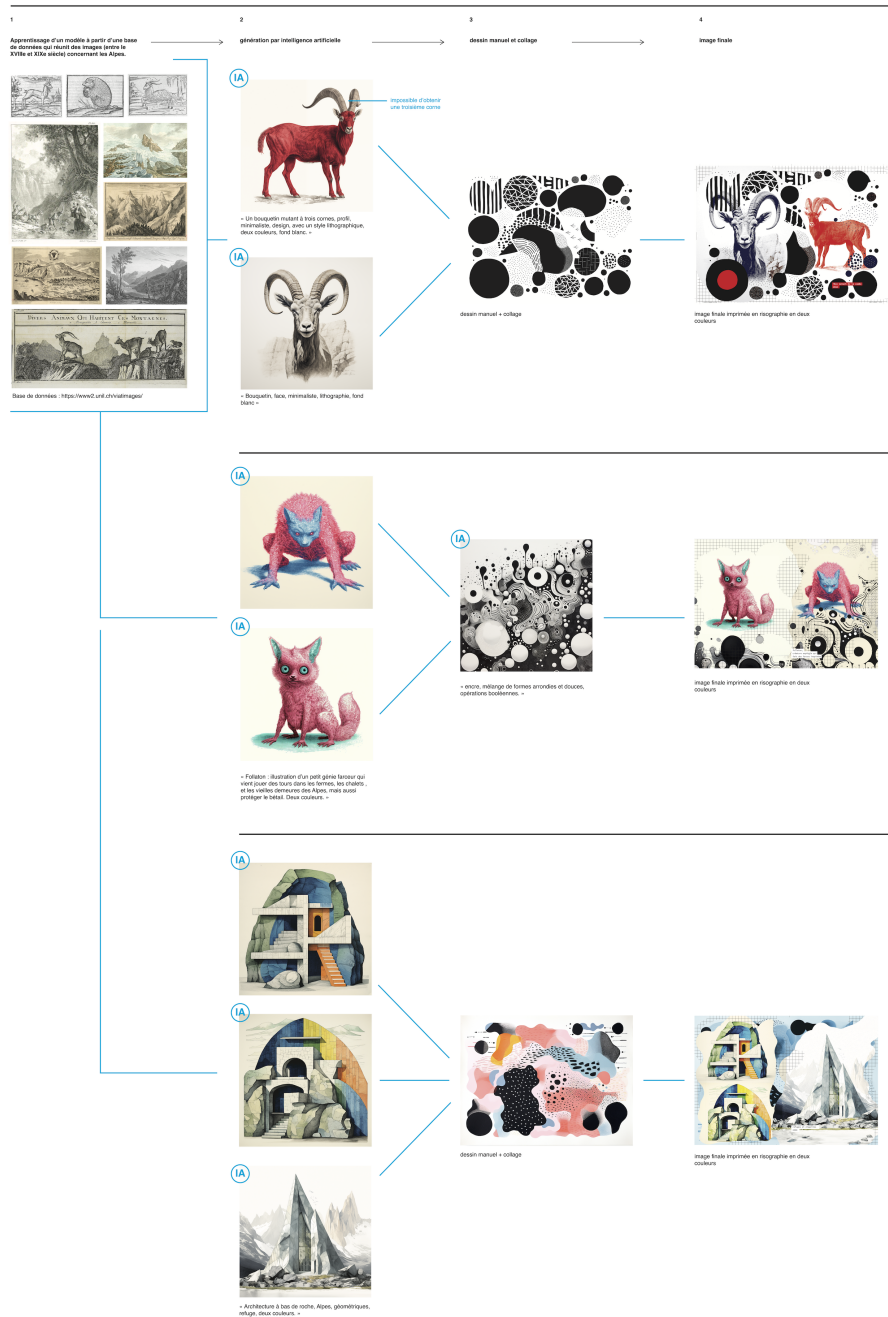 1
2
3
4
Apprentissage d'un modèle à partir d'une base
de données qui réunit des images (entre le
XVIIIe et XIXe siècle) concernant les Alpes.
génération par intelligence artificielle
dessin manuel et collage
image finale
IA
impossible d'obtenir
une troisième corne
« Un bouquetin mutant à trois cornes, profil,
minimaliste, design, avec un style lithographique,
deux couleurs, fond blanc. »
IA
DIVERS ANIMAUX QUI HABITENT CES MONTAGNES
dessin manuel + collage
image finale imprimée en risographie en deux
couleurs
Base de données : https://www2.unil.ch/viatimages/
« Bouquetin, face, minimaliste, lithographie, fond
blanc »
IA
IA
IA
« encre, mélange de formes arrondies et douces,
opérations booléennes. »
image finale imprimée en risographie en deux
couleurs
« Follaton : illustration d'un petit génie farceur qui
vient jouer des tours dans les fermes, les chalets ,
et les vieilles demeures des Alpes, mais aussi
protéger le bétail. Deux couleurs. »
IA
IA
dessin manuel + collage
image finale imprimée en risographie en deux
couleurs
IA
« Architecture à bas de roche, Alpes, géométriques,
refuge, deux couleurs. »